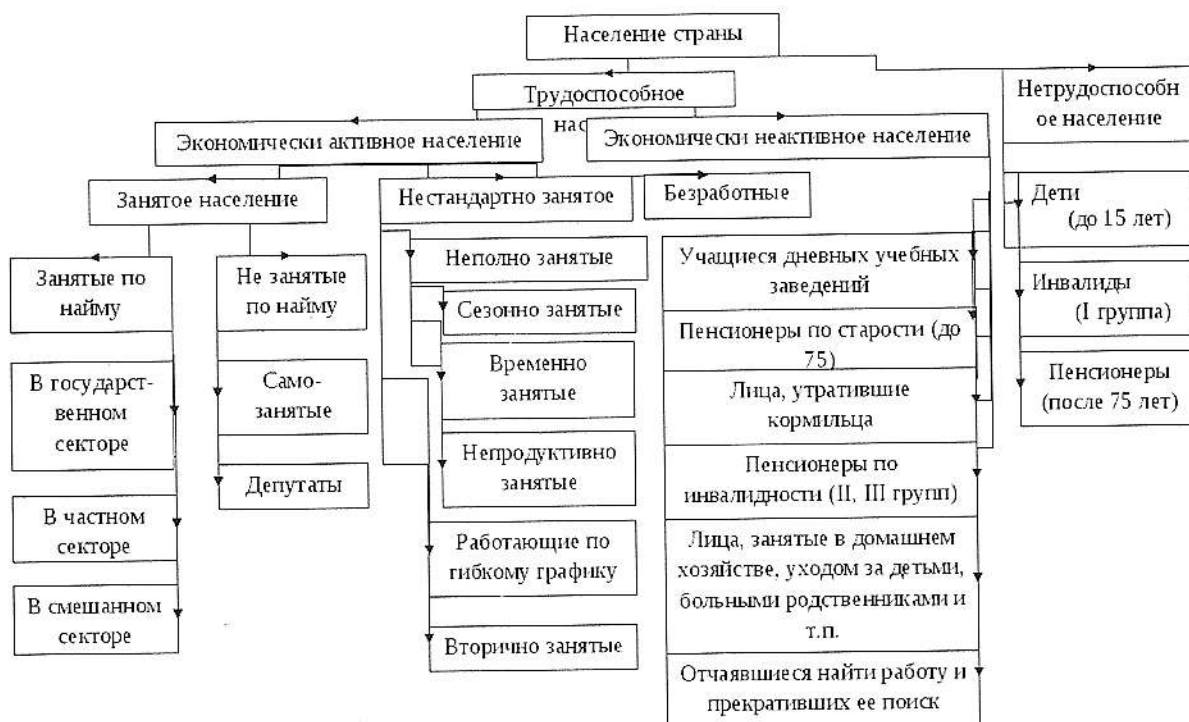 Население страны
Трудоспособное
нас
Нетрудоспособн
ое население
Экономически активное население
Экономически неактивное население
Занятое население
Нестандартно занятое
Безработные
Занятые по
найму
В государст-
венном
секторе
В частном
секторе
В смешанном
секторе
Не занятые
по найму
Само-
занятые
Депутаты
Неполно занятые
Сезонно занятые
Временно
занятые
Непродуктивно
занятые
Работающие по
гибкому графику
Вторично занятые
Учащиеся дневных учебных
заведений
Пенсионеры по старости (до
75)
Лица, утратившие
кормильца
Пенсионеры по
инвалидности (II, III групп)
Лица, занятые в домашнем
хозяйстве, уходом за детьми,
больными родственниками и
т.п.
Отчаявшиеся найти работу и
прекративших ее поиск
Дети
(до 15 лет)
Инвалиды
(I группа)
Пенсионеры
(после 75 лет)